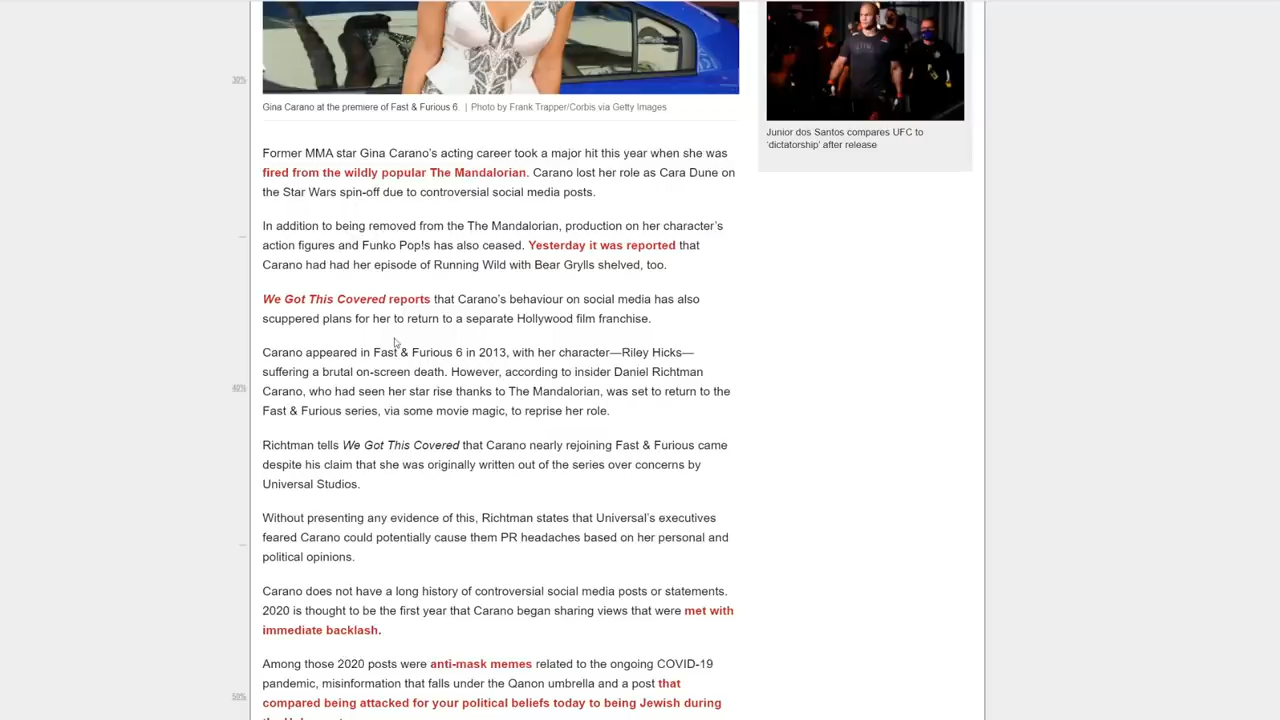 30%
Gina Carano at the premiere of Fast & Furious 6 | Photo by Frank Trapper/Corbis via Getty Images
Junior dos Santos compares UFC to
‘dictatorship’ after release
Former MMA star Gina Carano’s acting career took a major hit this year when she was
fired from the wildly popular The Mandalorian. Carano lost her role as Cara Dune on
the Star Wars spin-off due to controversial social media posts.
In addition to being removed from the The Mandalorian, production on her character’s
action figures and Funko Pop!s has also ceased. Yesterday it was reported that
Carano had had her episode of Running Wild with Bear Grylls shelved, too.
We Got This Covered reports that Carano’s behaviour on social media has also
scuppered plans for her to return to a separate Hollywood film franchise.
Carano appeared in Fast & Furious 6 in 2013, with her character—Riley Hicks—
suffering a brutal on-screen death. However, according to insider Daniel Richtman
40%
Carano, who had seen her star rise thanks to The Mandalorian, was set to return to the
Fast & Furious series, via some movie magic, to reprise her role.
Richtman tells We Got This Covered that Carano nearly rejoining Fast & Furious came
despite his claim that she was originally written out of the series over concerns by
Universal Studios.
Without presenting any evidence of this, Richtman states that Universal’s executives
feared Carano could potentially cause them PR headaches based on her personal and
political opinions.
Carano does not have a long history of controversial social media posts or statements.
2020 is thought to be the first year that Carano began sharing views that were met with
immediate backlash.
Among those 2020 posts were anti-mask memes related to the ongoing COVID-19
pandemic, misinformation that falls under the Qanon umbrella and a post that
50%
compared being attacked for your political beliefs today to being Jewish during